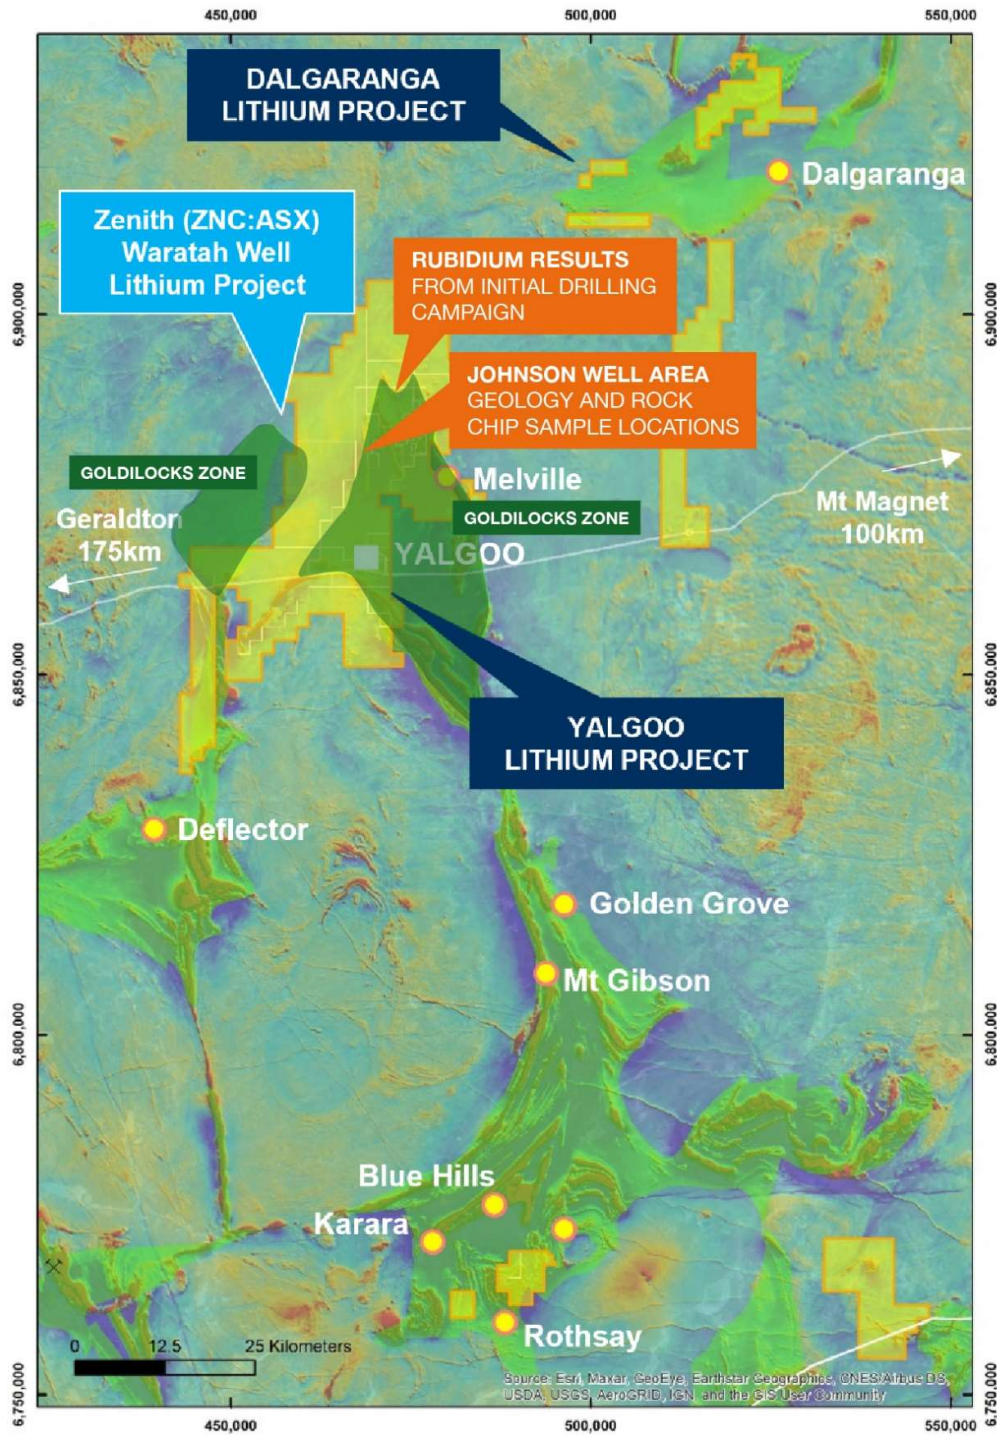 450,000
500,000
550,000
DALGARANGA
LITHIUM PROJECT
Dalgaranga
Zenith (ZNC:ASX)
Waratah Well
Lithium Project
RUBIDIUM RESULTS
FROM INITIAL DRILLING
CAMPAIGN
6,900,000
6,900,000
JOHNSON WELL AREA
GEOLOGY AND ROCK
CHIP SAMPLE LOCATIONS
GOLDILOCKS ZONE
Melville
GOLDILOCKS ZONE
Geraldton
175km
Mt Magnet
100km
YALGOO
6,850,000
6,850,000
YALGOO
LITHIUM PROJECT
Deflector
Golden Grove
Mt Gibson
6,800,000
6,800,000
Blue Hills
Karara
Rothsay
0
12.5
25 Kilometers
Source: Esri, Maxar, GeoEye, Earthstar Geographics, CNES/Airbus DS,
USDA, USGS, AeroGRID, IGN, and the GIS User Community
6,750,000
6,750,000
450,000
500,000
550,000